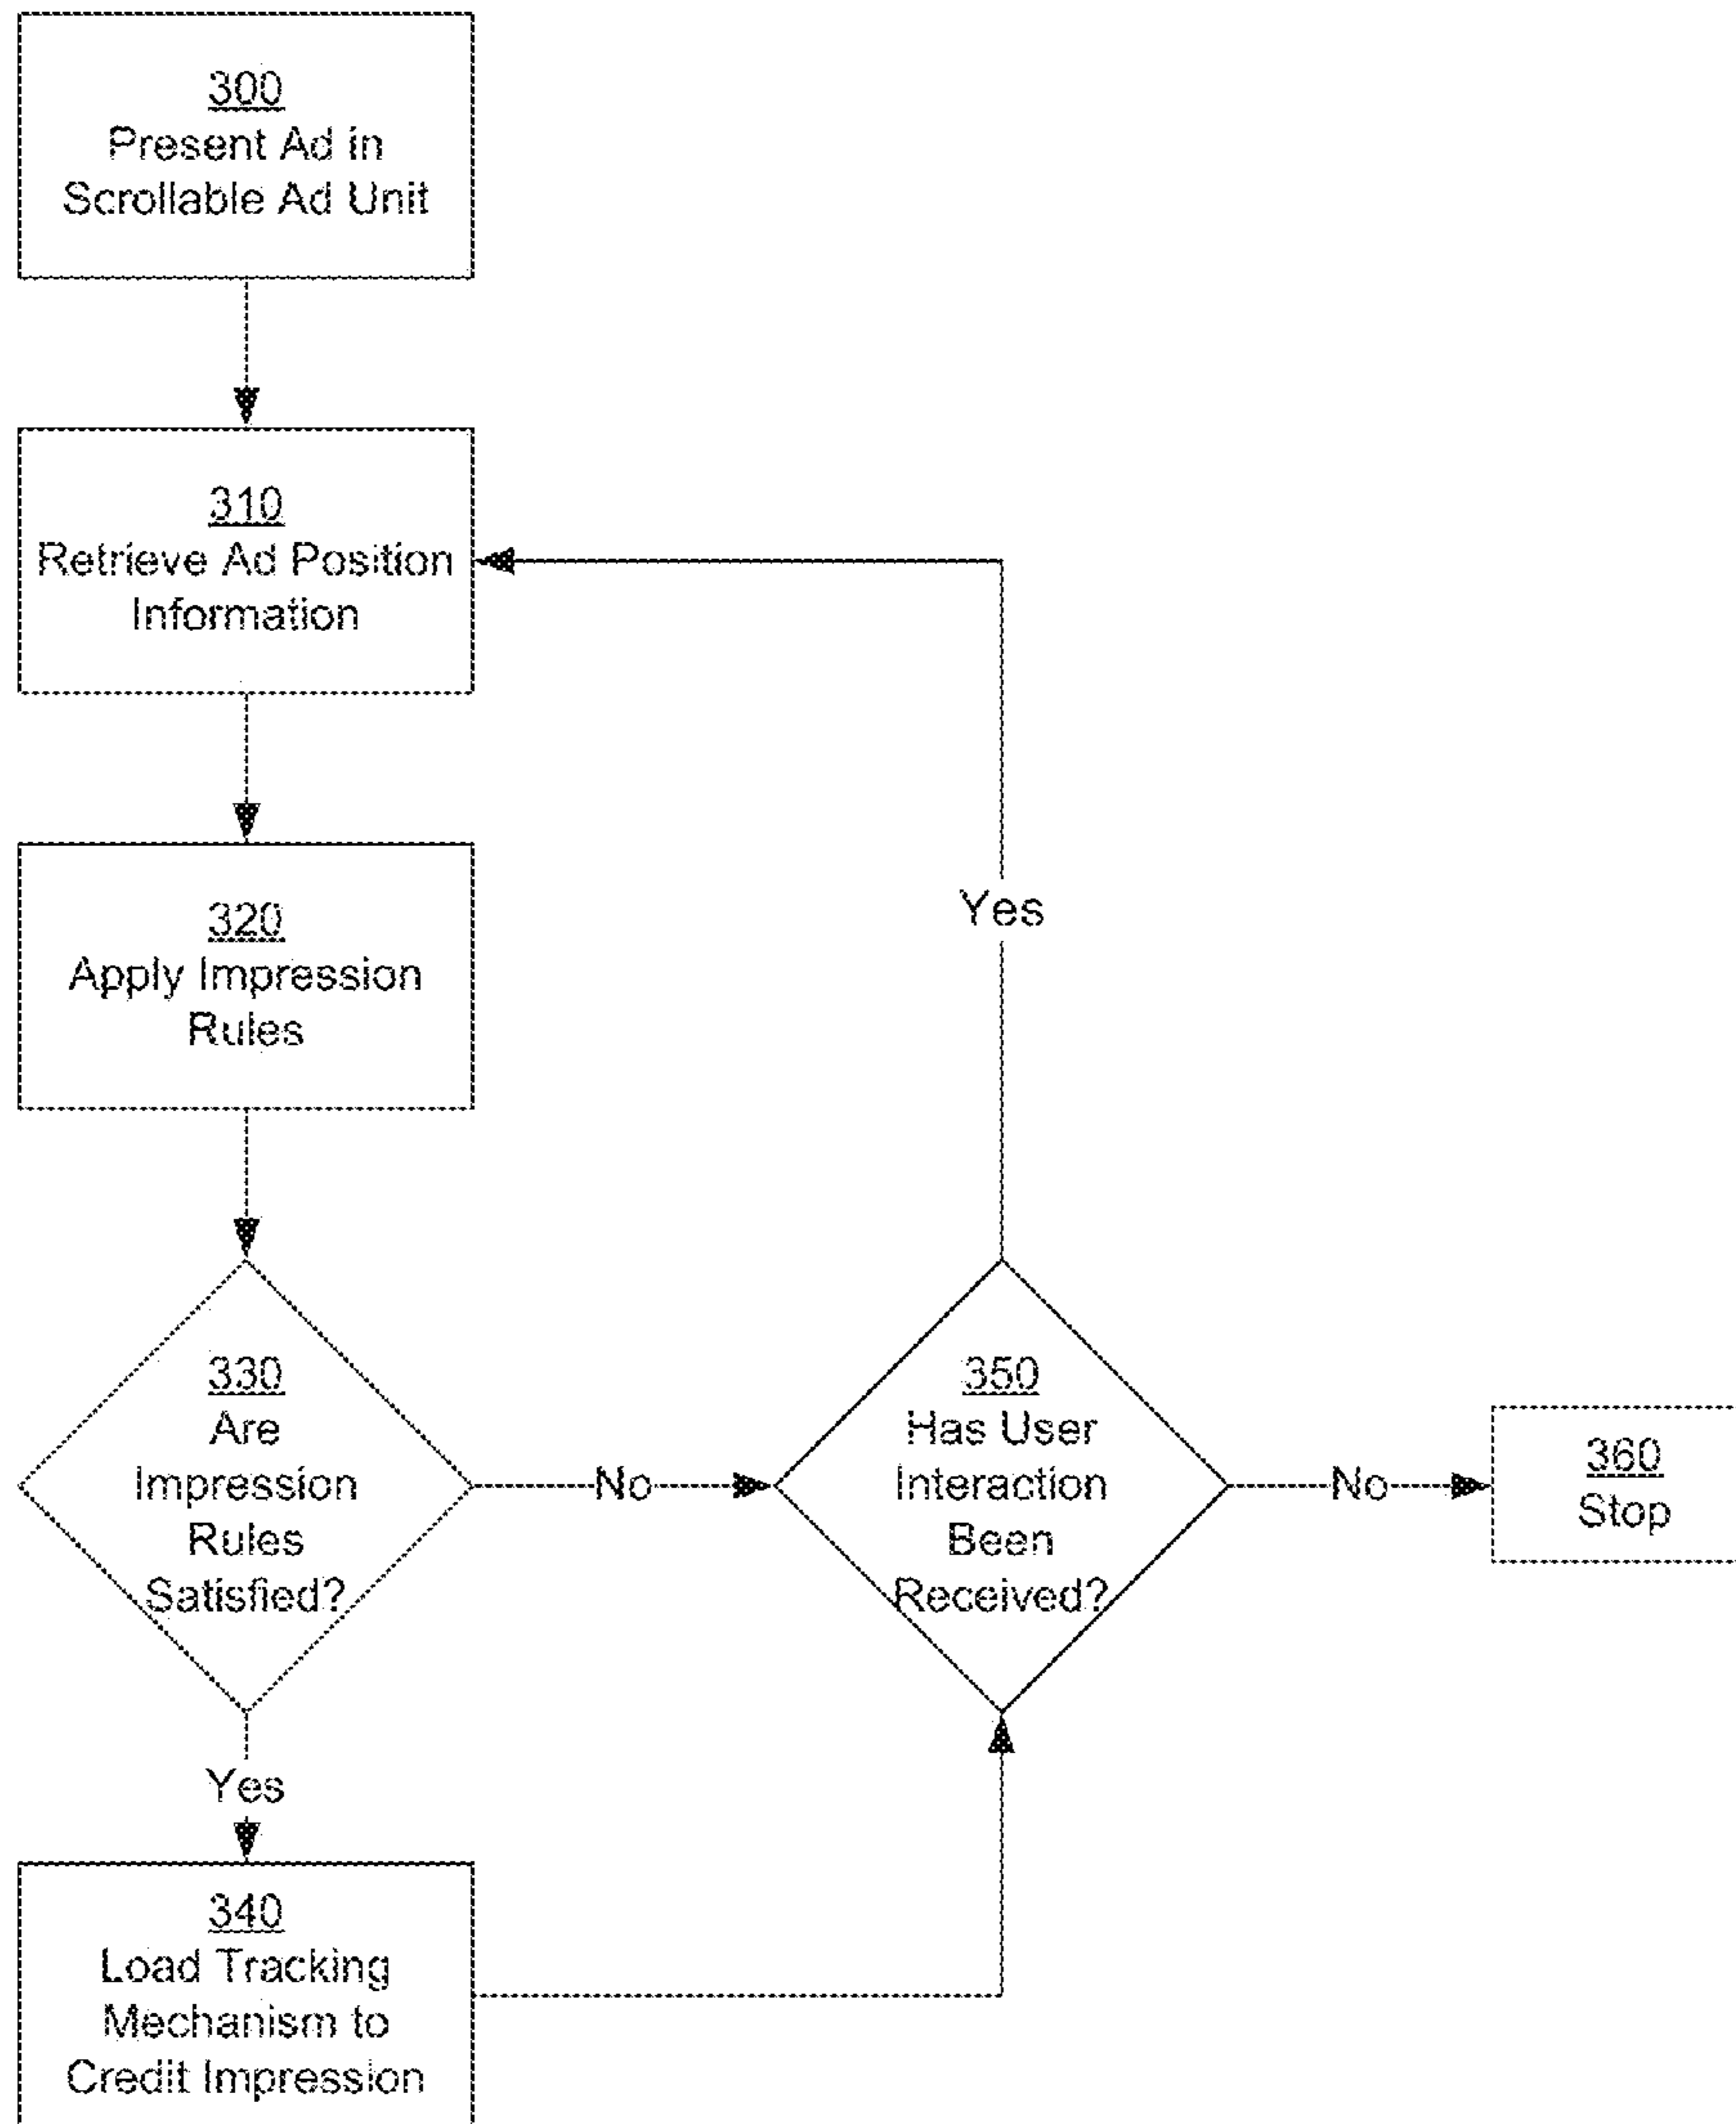 300
Present Ad in
Scrollable Ad Unit
310
Retrieve Ad Position
Information
320
Apply Impression
Rules
Yes
330
Are
Impression
Rules
Satisfied?
No
350
Has User
Interaction
Been
Received?
No
360
Stop
Yes
340
Load Tracking
Mechanism to
Credit Impression